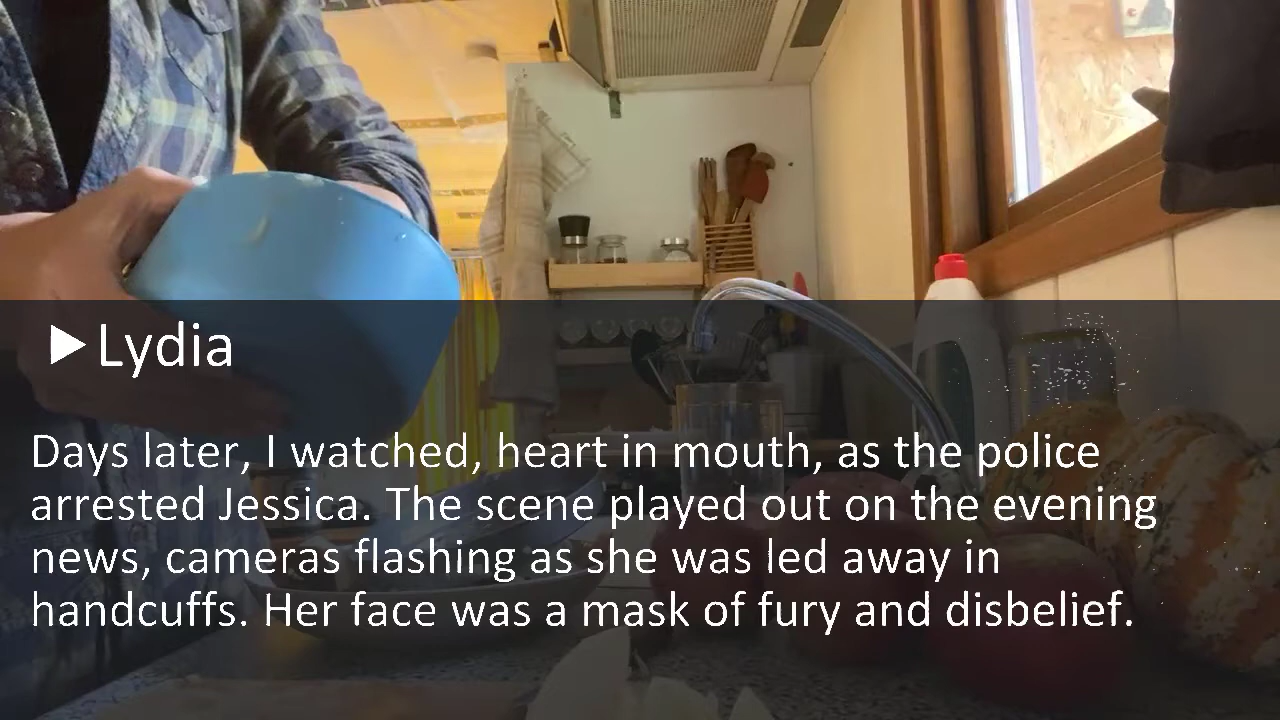 ▶Lydia
Days later, I watched, heart in mouth, as the police
arrested Jessica. The scene played out on the evening
news, cameras flashing as she was led away in
handcuffs. Her face was a mask of fury and disbelief.